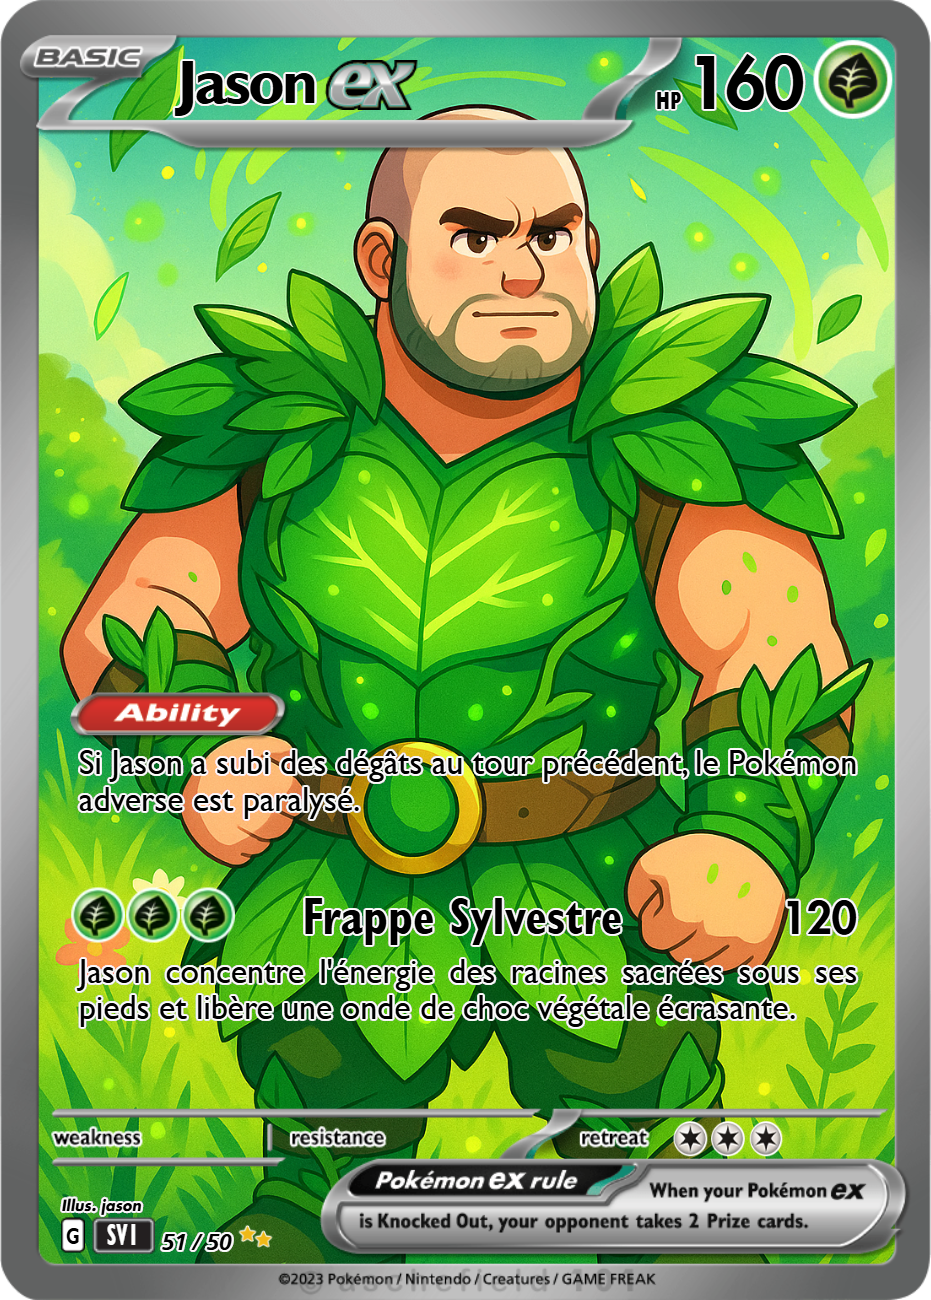 BASIC
Jason ex HP 160
Ability
Si Jason a subi des dégâts au tour précédent, le Pokémon
adverse est paralysé.
Frappe Sylvestre 120
Jason concentre l'énergie des racines sacrées sous ses
pieds et libère une onde de choc végétale écrasante.
weakness resistance retreat
Pokémon ex rule When your Pokémon ex
is Knocked Out, your opponent takes 2 Prize cards.
Illus. jason
G SVI 51 / 50
©2023 Pokémon / Nintendo / Creatures / GAME FREAK